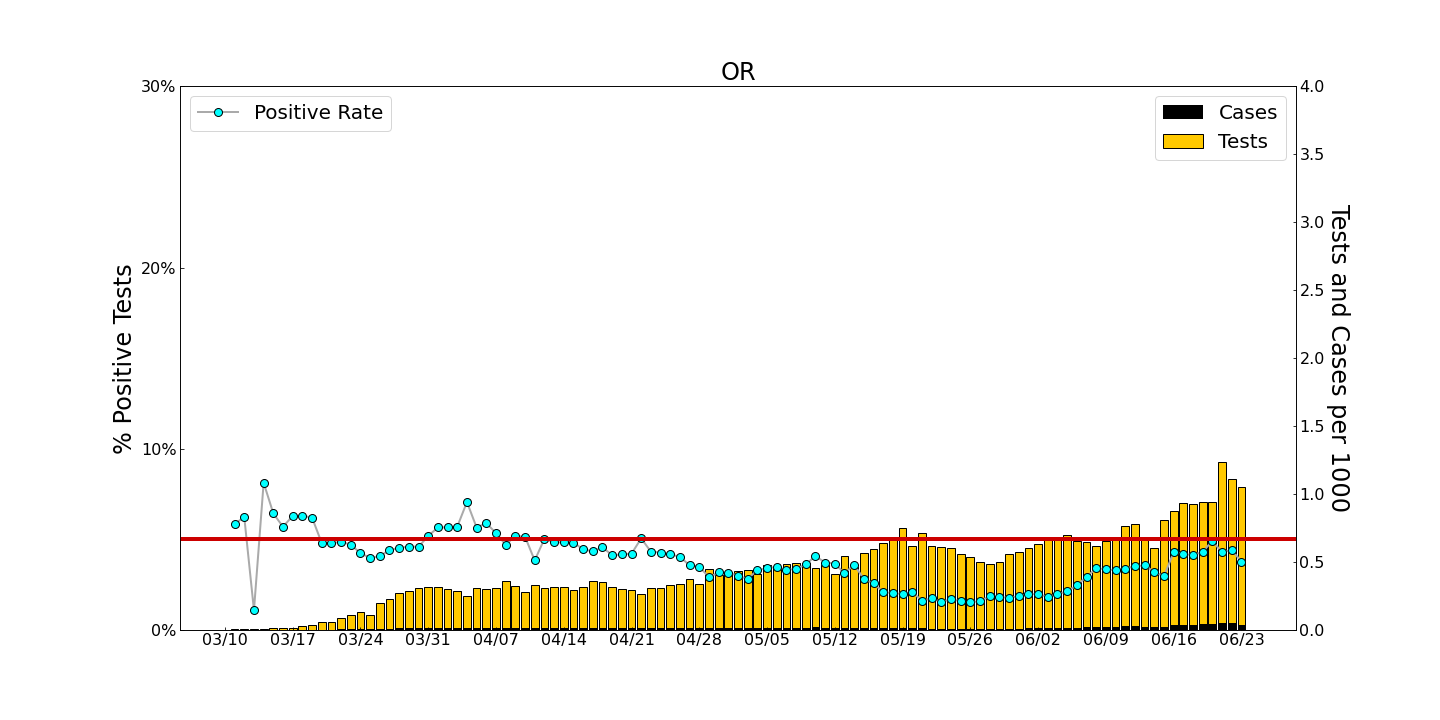 OR
30%
20%
10%
0%
% Positive Tests
Positive Rate
Cases
Tests
4.0
3.5
3.0
2.5
2.0
1.5
1.0
0.5
0.0
Tests and Cases per 1000
03/10 03/17 03/24 03/31 04/07 04/14 04/21 04/28 05/05 05/12 05/19 05/26 06/02 06/09 06/16 06/23